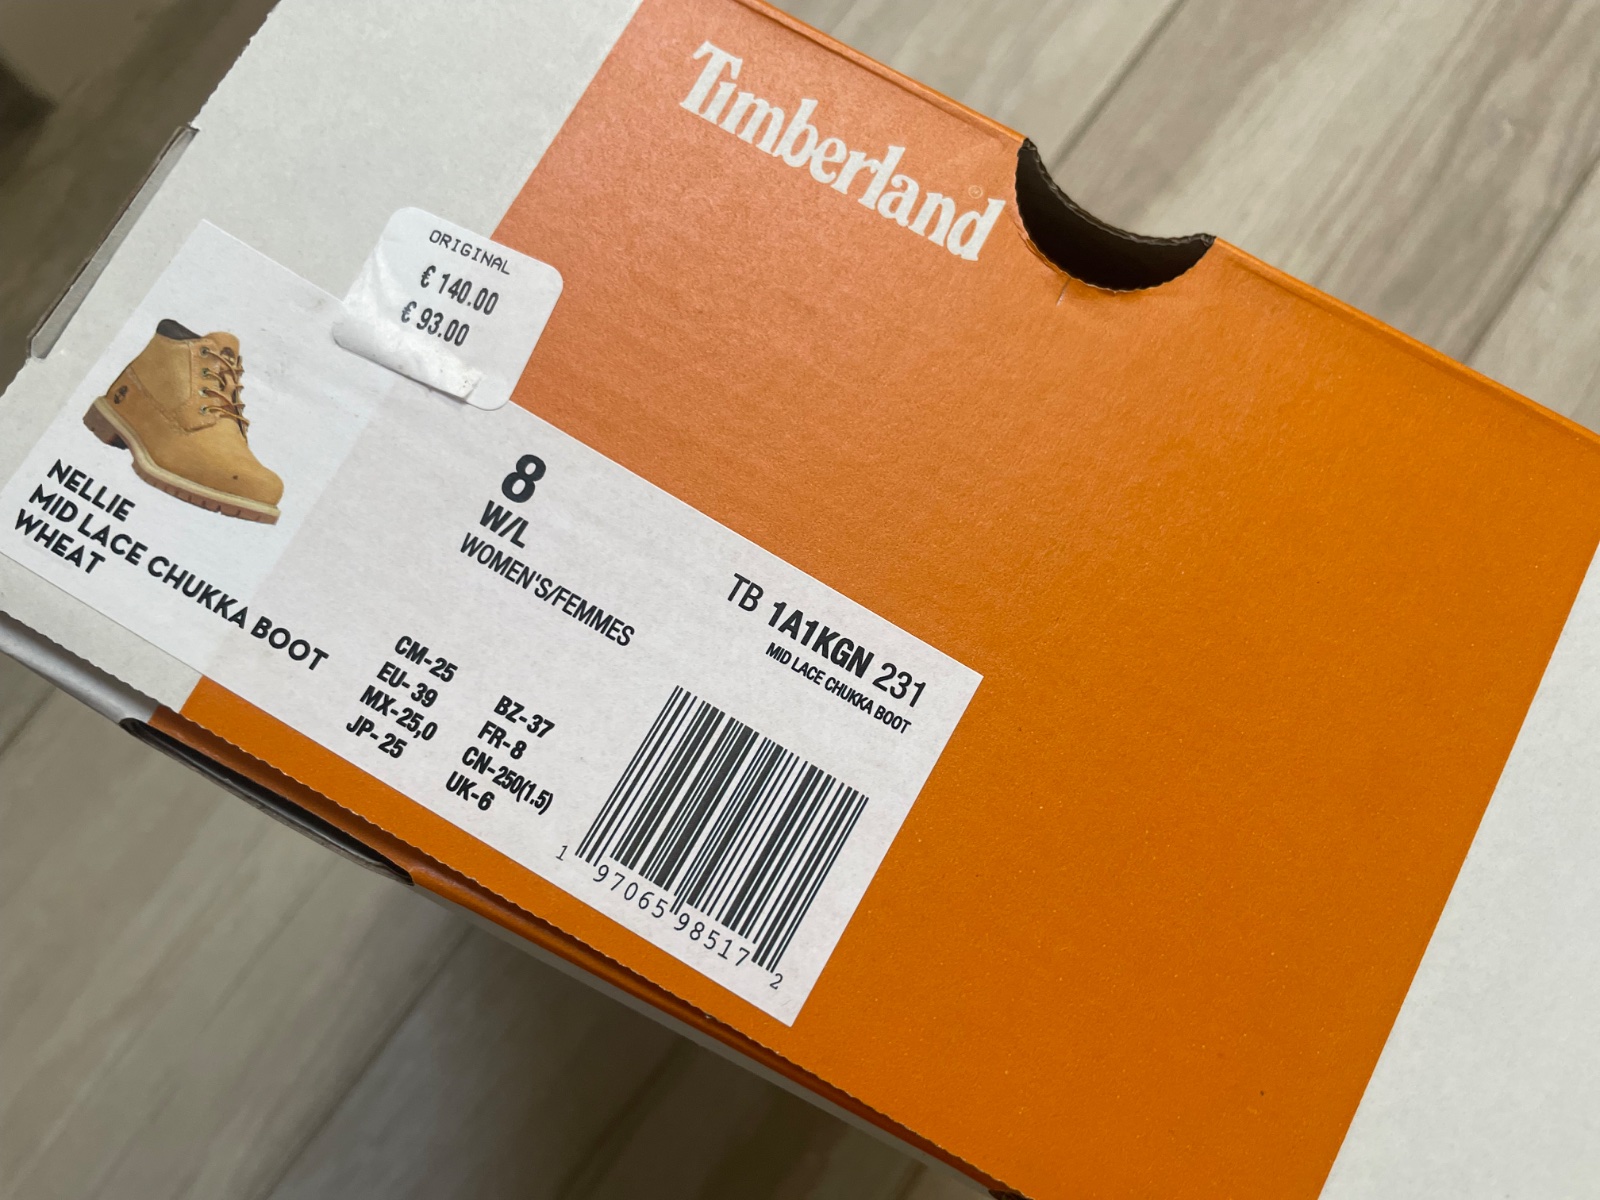 Timberland®
ORIGINAL
€ 140.00
€ 93.00
NELLIE
MID LACE CHUKKA BOOT
WHEAT
8
W/L
WOMEN'S/FEMMES
CM-25
EU-39
MX-25,0
JP-25
BZ-37
FR-8
CN-250(1.5)
UK-6
TB 1A1KGN 231
MID LACE CHUKKA BOOT
1 97065 98517 2